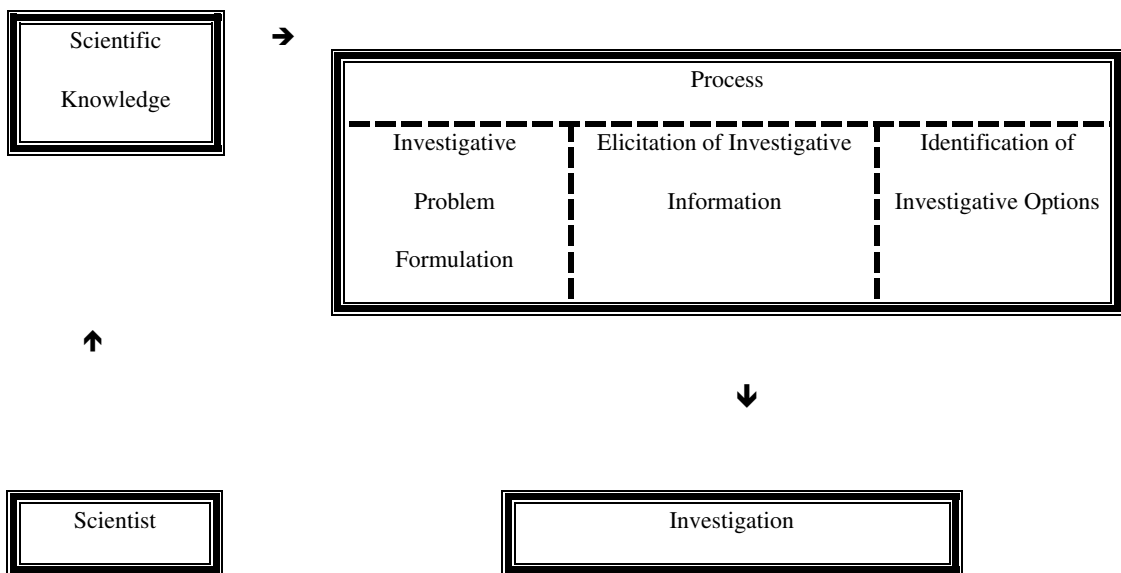 Scientific
Knowledge
➔
Process
Investigative
Problem
Formulation
Elicitation of Investigative
Information
Identification of
Investigative Options
Scientist
Investigation